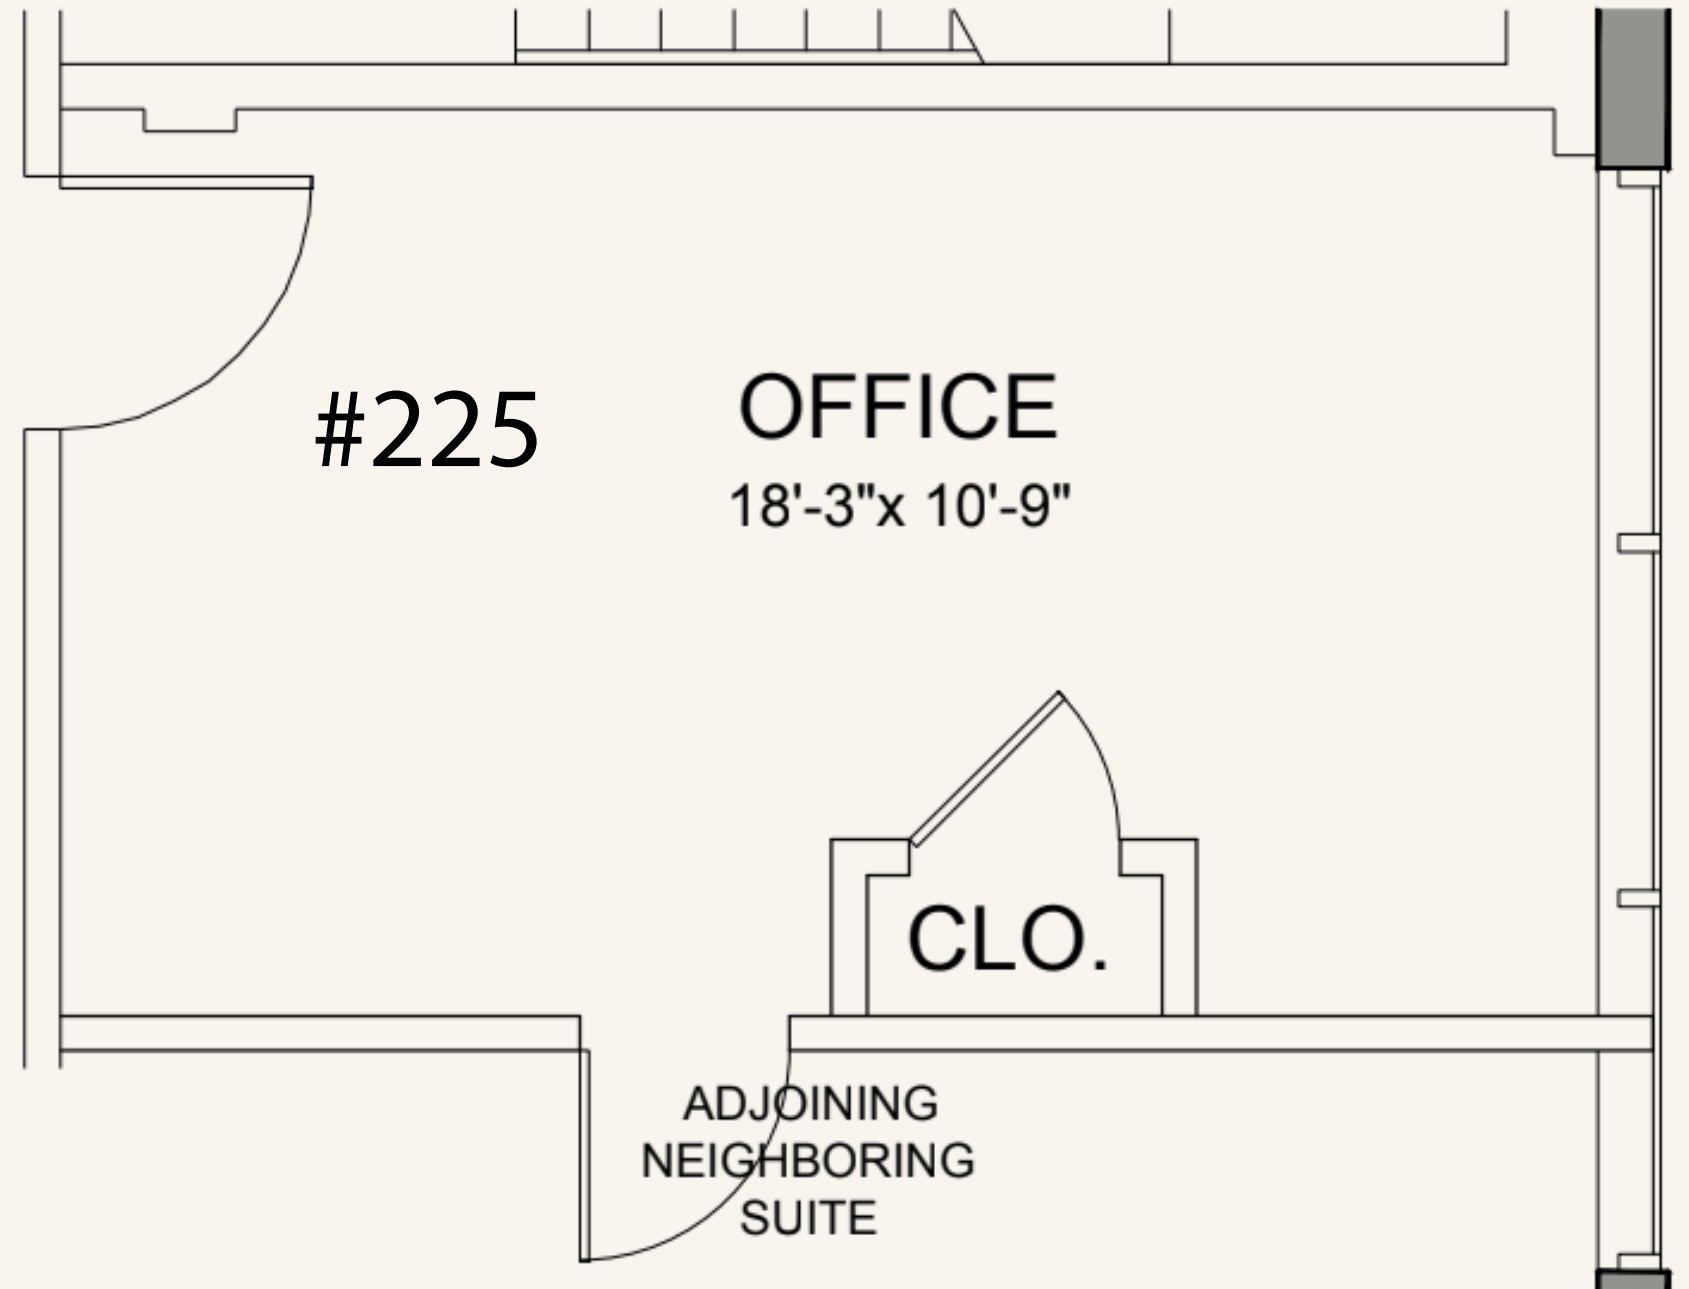 #225
OFFICE
18'-3"x 10'-9"
CLO.
ADJOINING
NEIGHBORING
SUITE